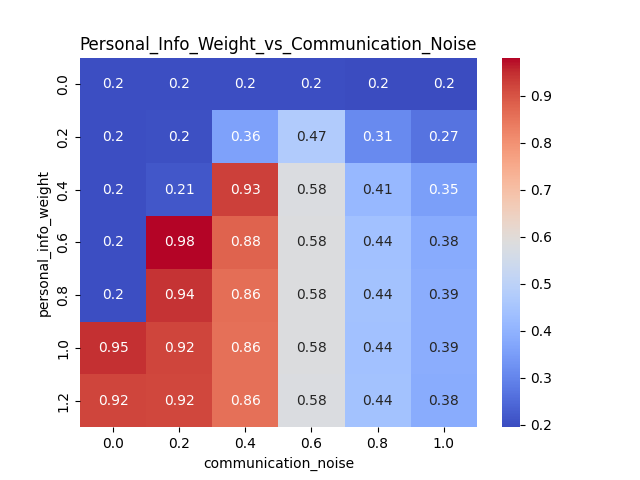 Personal_Info_Weight_vs_Communication_Noise
0.0 0.2 0.2 0.2 0.2 0.2 0.2
0.2 0.2 0.2 0.36 0.47 0.31 0.27
0.4 0.2 0.21 0.93 0.58 0.41 0.35
0.6 0.2 0.98 0.88 0.58 0.44 0.38
0.8 0.2 0.94 0.86 0.58 0.44 0.39
1.0 0.95 0.92 0.86 0.58 0.44 0.39
1.2 0.92 0.92 0.86 0.58 0.44 0.38
0.0 0.2 0.4 0.6 0.8 1.0
communication_noise
personal_info_weight
0.9
0.8
0.7
0.6
0.5
0.4
0.3
0.2